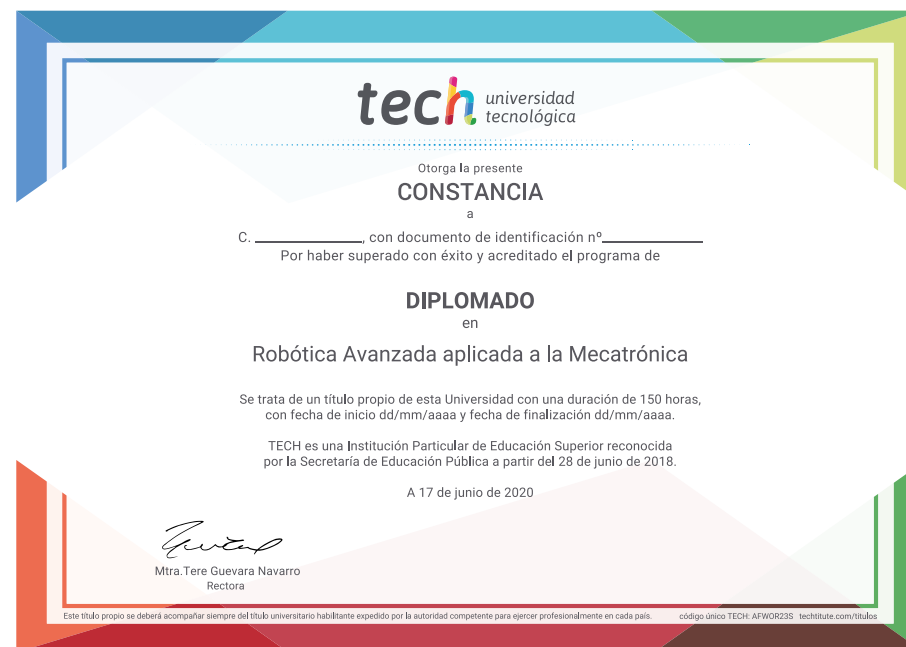 tech universidad
tecnológica
Otorga la presente
CONSTANCIA
a
C. ______________, con documento de identificación nº_____________
Por haber superado con éxito y acreditado el programa de
DIPLOMADO
en
Robótica Avanzada aplicada a la Mecatrónica
Se trata de un título propio de esta Universidad con una duración de 150 horas,
con fecha de inicio dd/mm/aaaa y fecha de finalización dd/mm/aaaa.
TECH es una Institución Particular de Educación Superior reconocida
por la Secretaría de Educación Pública a partir del 28 de junio de 2018.
A 17 de junio de 2020
Mtra.Tere Guevara Navarro
Rectora
Este título propio se deberá acompañar siempre del título universitario habilitante expedido por la autoridad competente para ejercer profesionalmente en cada país. código único TECH: AFWOR23S techtitute.com/titulos